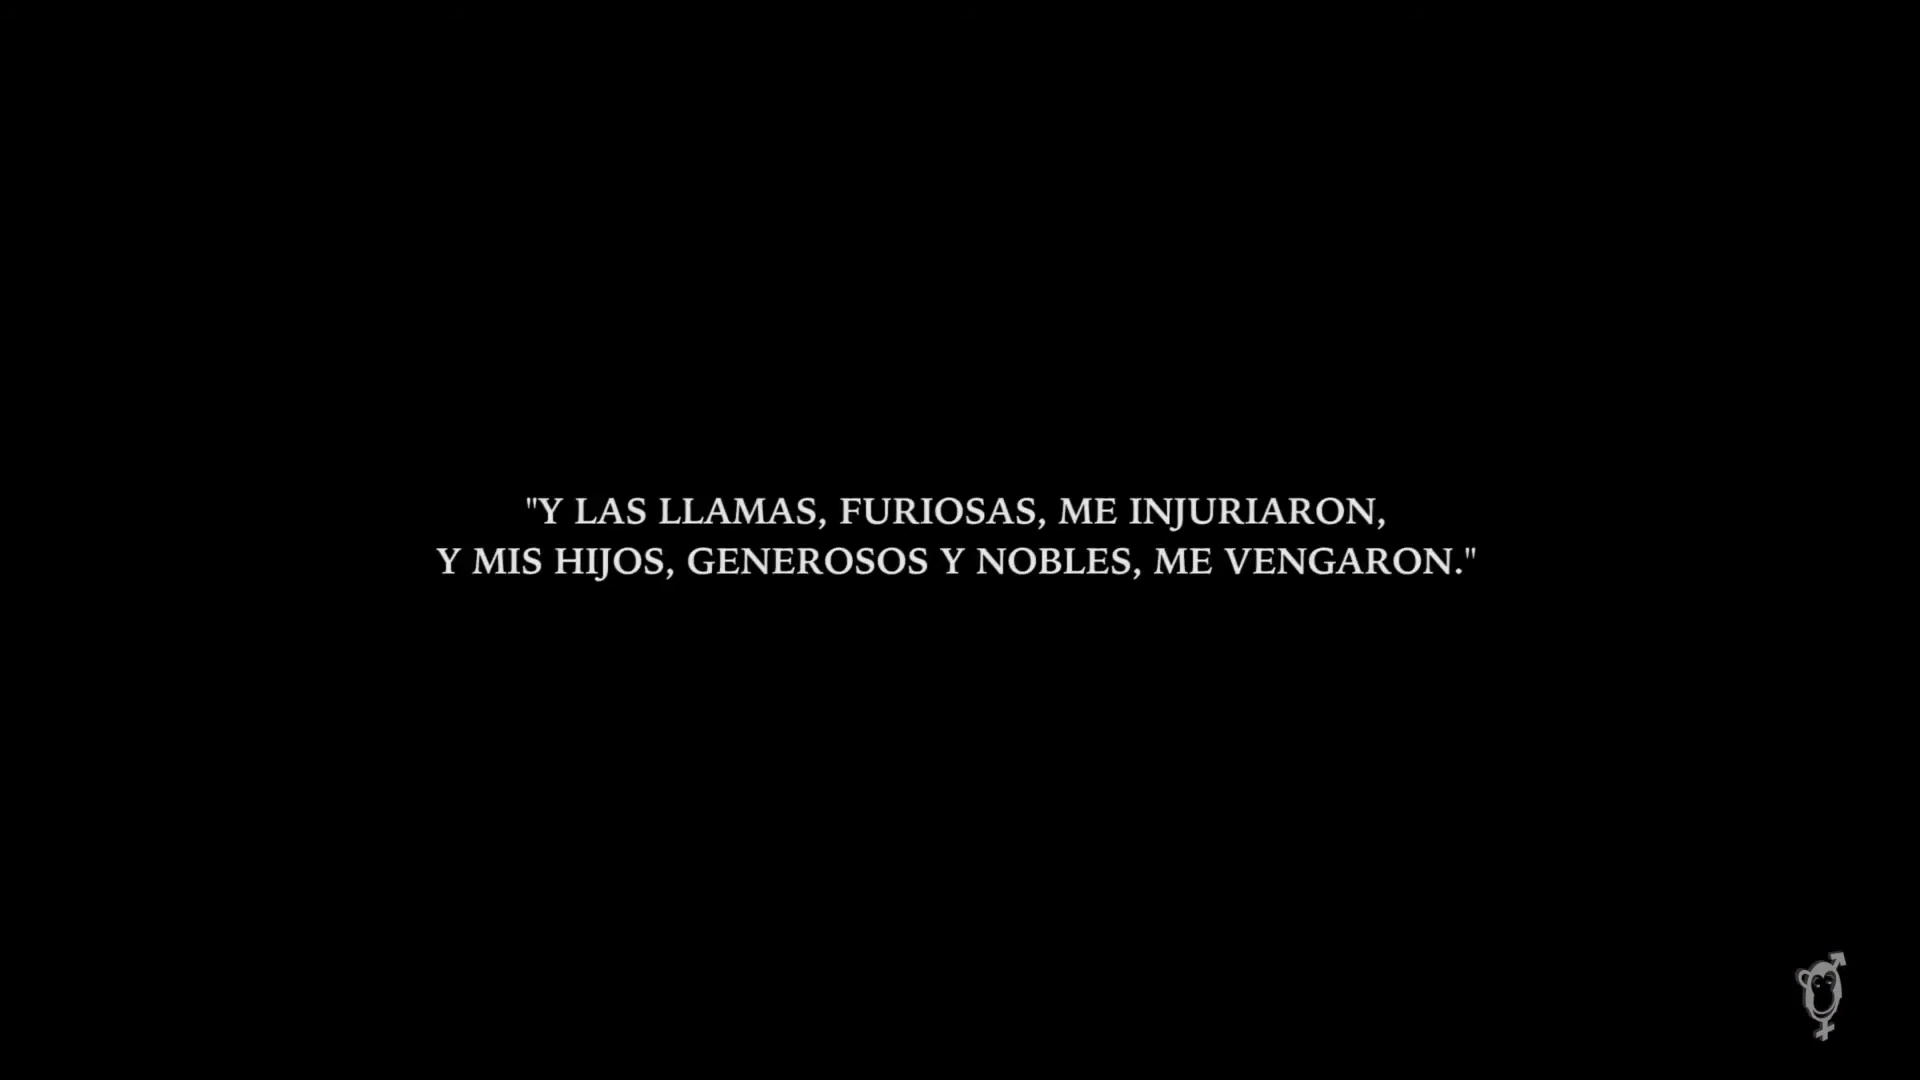 "Y LAS LLAMAS, FURIOSAS, ME INJURIARON,
Y MIS HIJOS, GENEROSOS Y NOBLES, ME VENGARON."